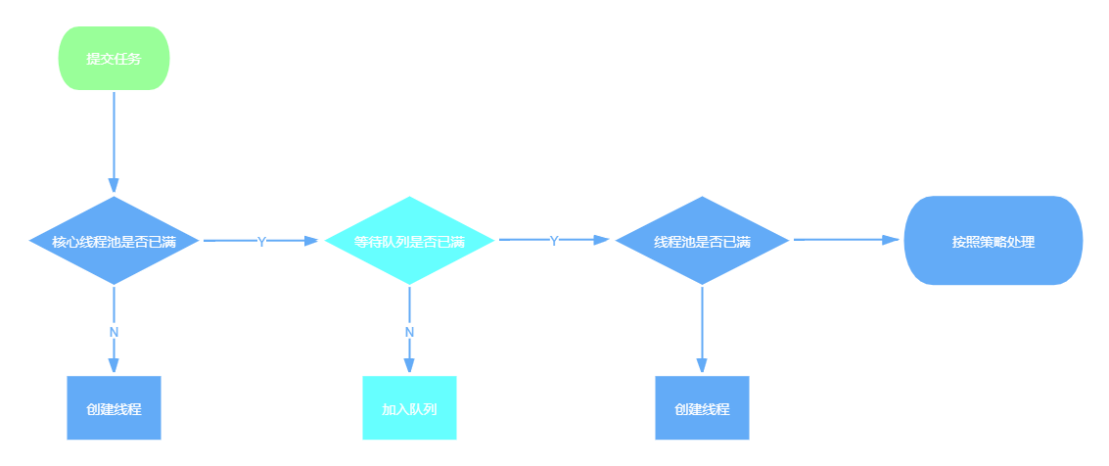 提交任务
核心线程池是否已满
Y
等待队列是否已满
Y
线程池是否已满
按照策略处理
N
N
创建线程
加入队列
创建线程